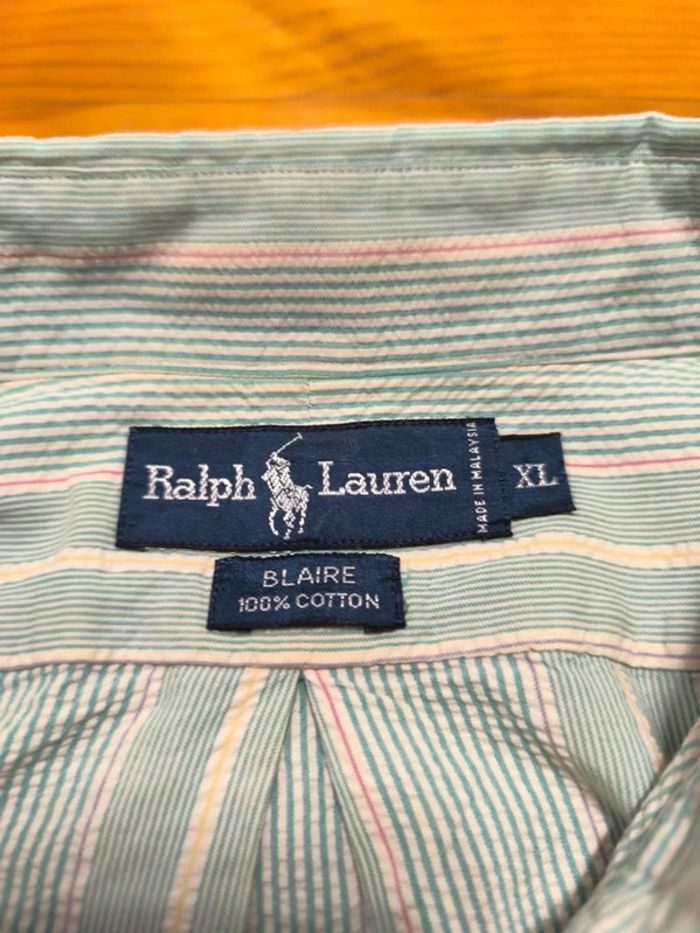 Ralph Lauren
MADE IN MALAYSIA
XL
BLAIRE
100% COTTON